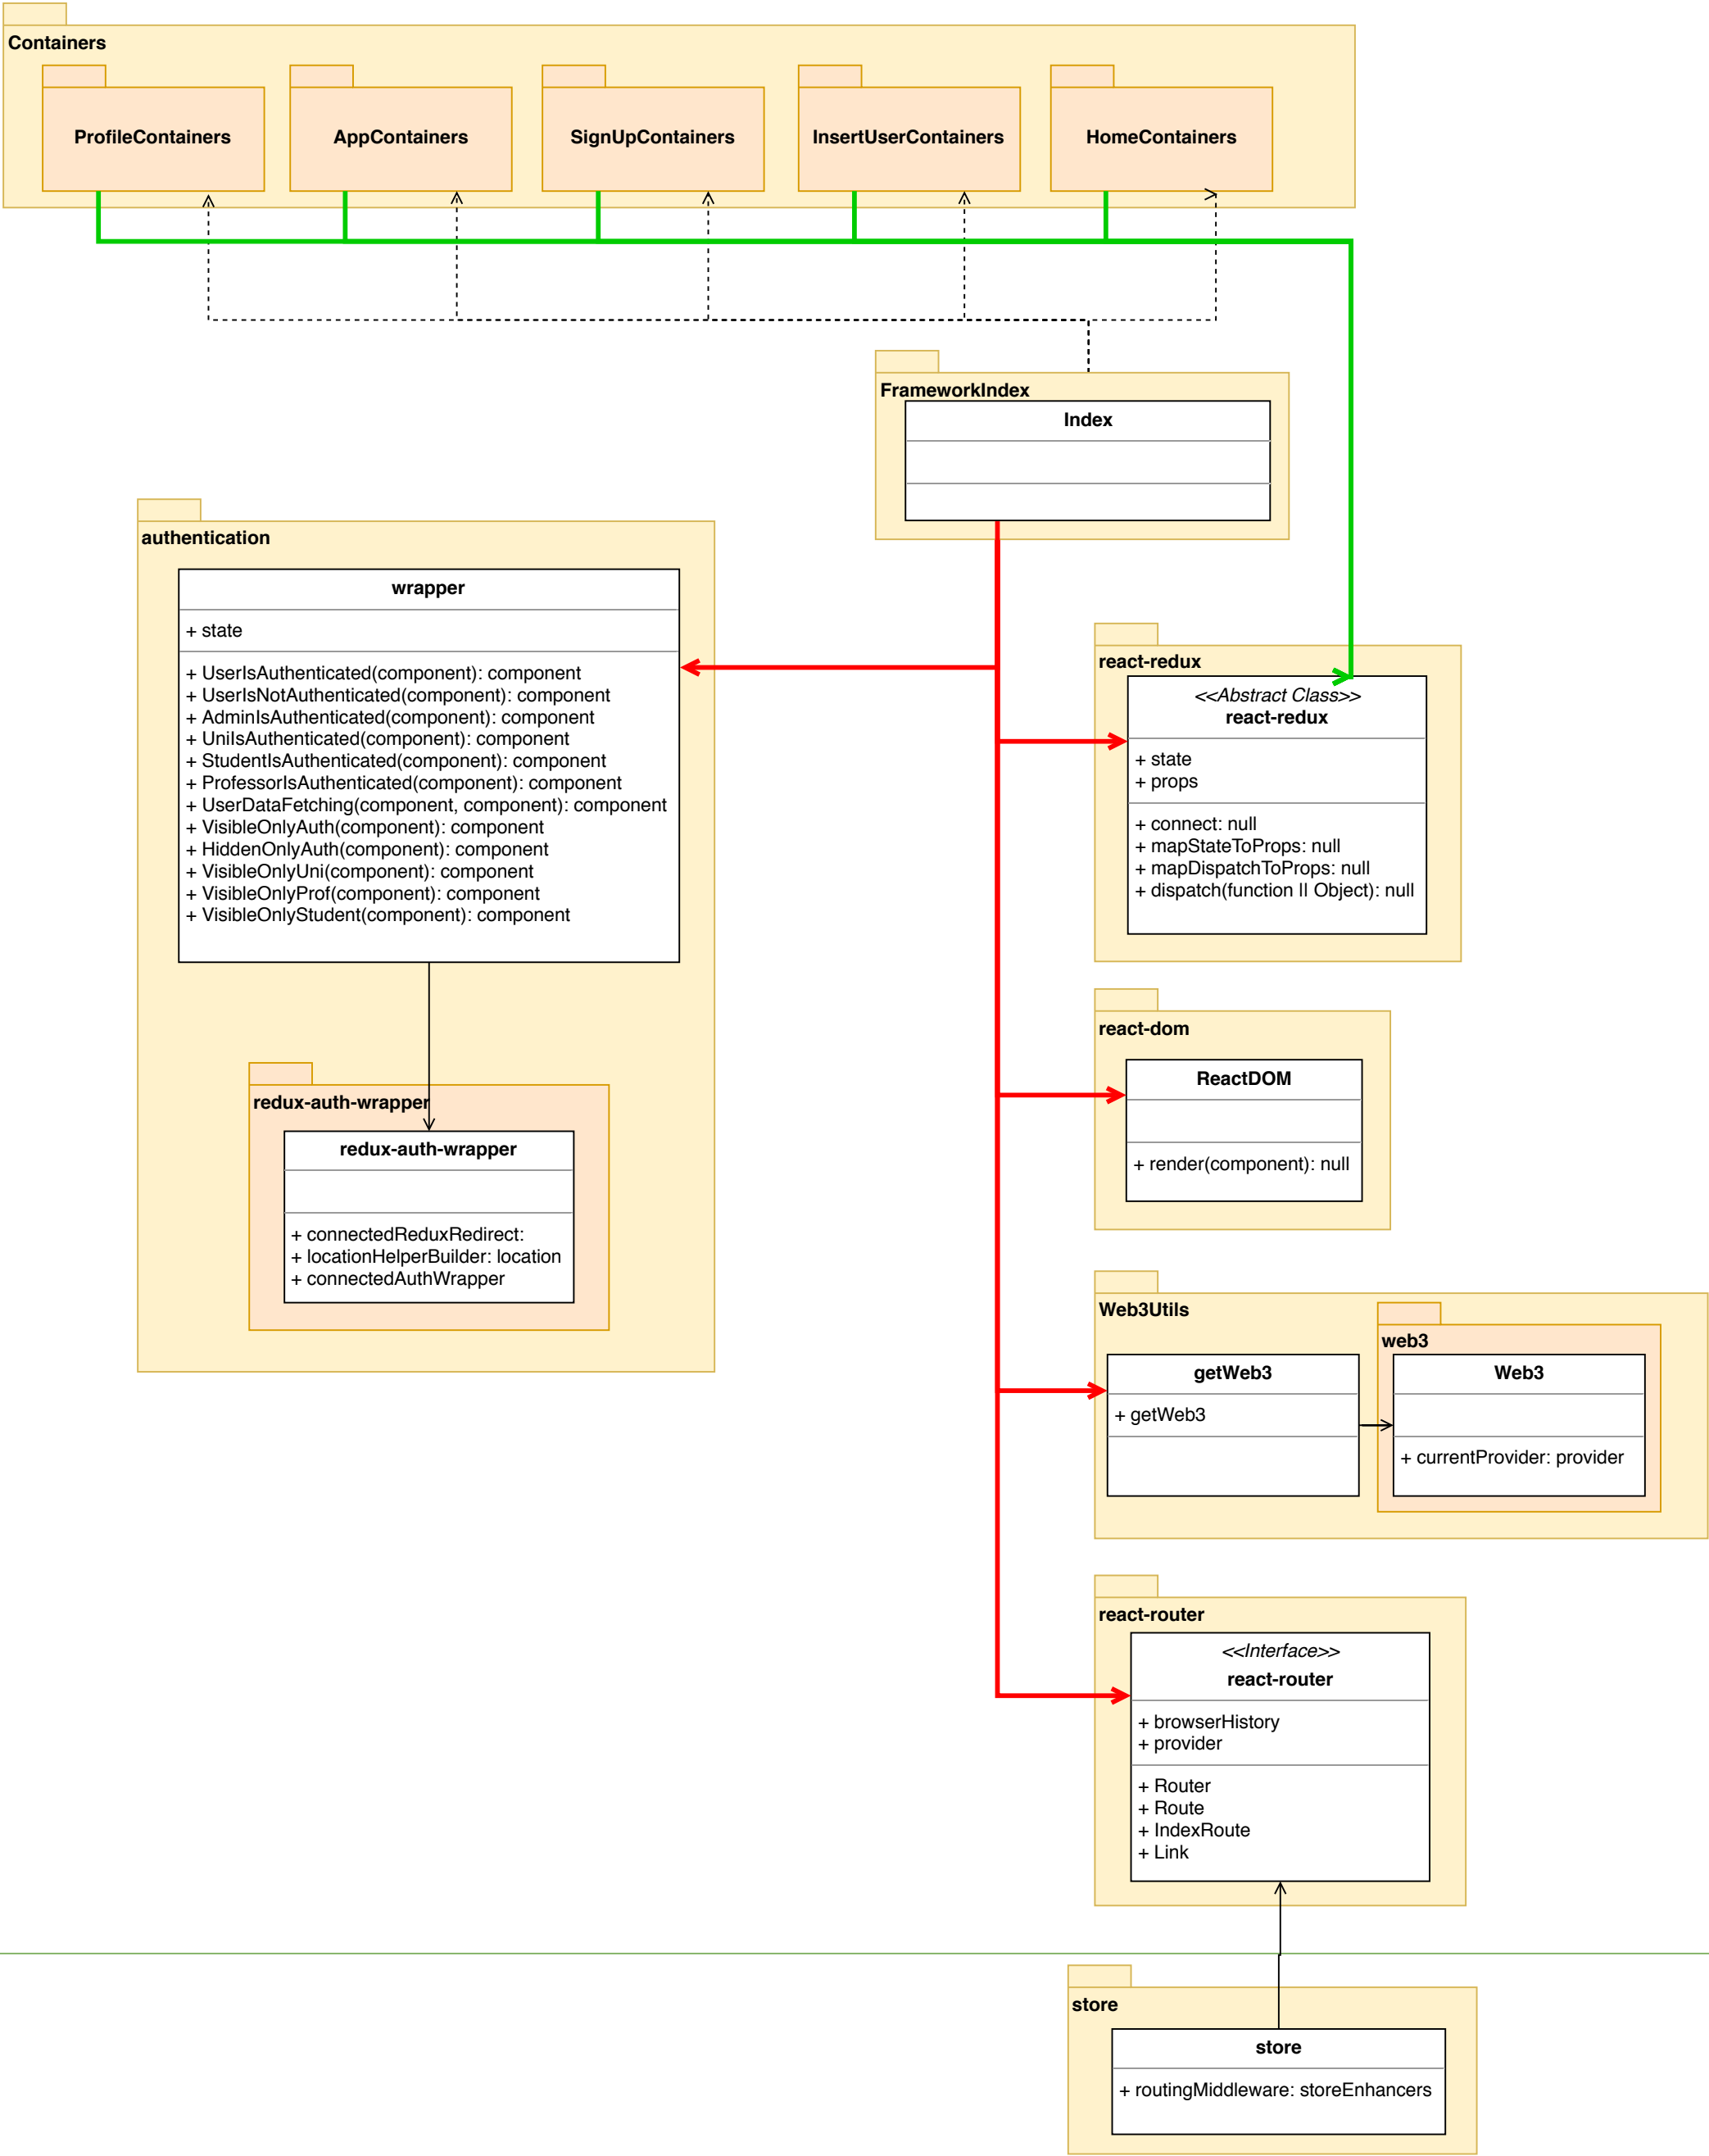 Containers
ProfileContainers
AppContainers
SignUpContainers
InsertUserContainers
HomeContainers
FrameworkIndex
Index
authentication
wrapper
+ state
+ UserIsAuthenticated(component): component
+ UserIsNotAuthenticated(component): component
+ AdminIsAuthenticated(component): component
+ UniIsAuthenticated(component): component
+ StudentIsAuthenticated(component): component
+ ProfessorIsAuthenticated(component): component
+ UserDataFetching(component, component): component
+ VisibleOnlyAuth(component): component
+ HiddenOnlyAuth(component): component
+ VisibleOnlyUni(component): component
+ VisibleOnlyProf(component): component
+ VisibleOnlyStudent(component): component
redux-auth-wrapper
redux-auth-wrapper
+ connectedReduxRedirect:
+ locationHelperBuilder: location
+ connectedAuthWrapper
react-redux
<<Abstract Class>>
react-redux
+ state
+ props
+ connect: null
+ mapStateToProps: null
+ mapDispatchToProps: null
+ dispatch(function || Object): null
react-dom
ReactDOM
+ render(component): null
Web3Utils
getWeb3
+ getWeb3
web3
Web3
+ currentProvider: provider
react-router
<<Interface>>
react-router
+ browserHistory
+ provider
+ Router
+ Route
+ IndexRoute
+ Link
store
store
+ routingMiddleware: storeEnhancers